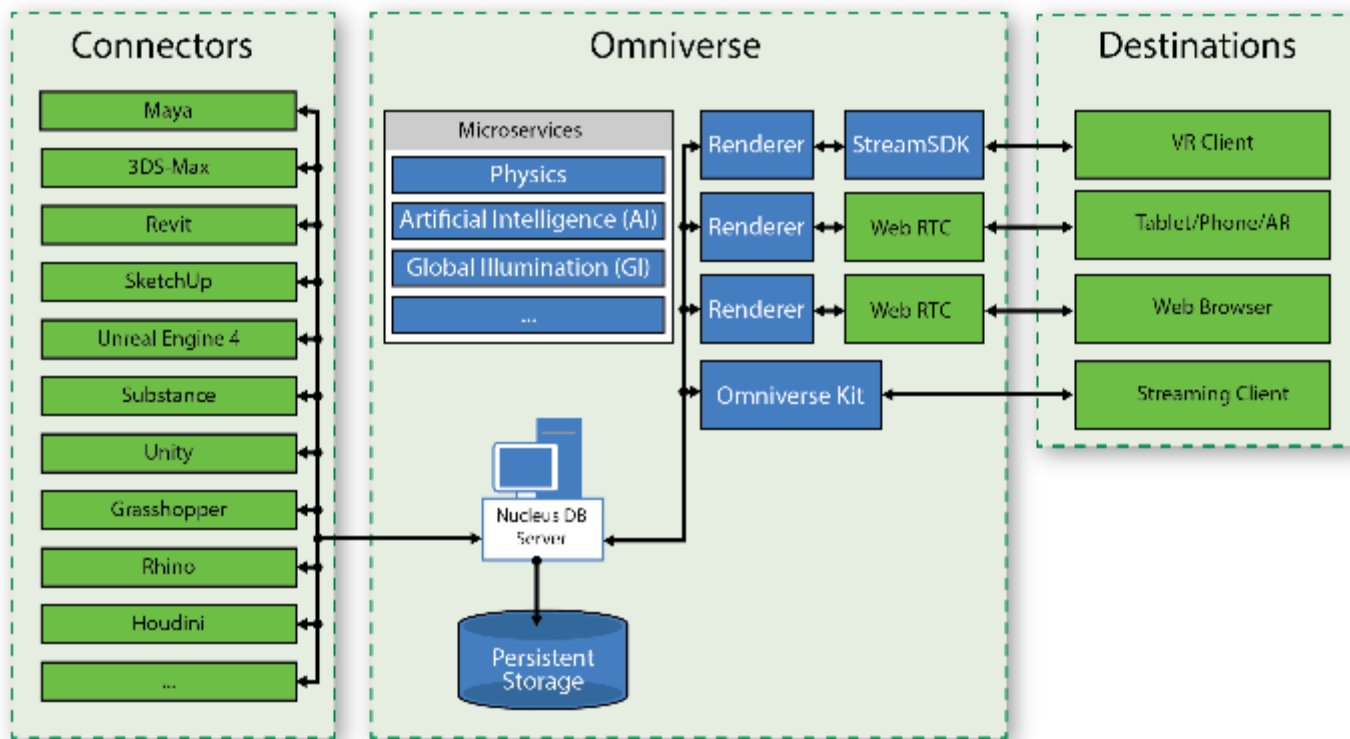 Connectors
Maya
3DS-Max
Revit
SketchUp
Unreal Engine 4
Substance
Unity
Grasshopper
Rhino
Houdini
...
Omniverse
Microservices
Physics
Artificial Intelligence (AI)
Global Illumination (GI)
...
Renderer
StreamSDK
Renderer
Web RTC
Renderer
Web RTC
Omniverse Kit
Nucleus DB
Server
Persistent
Storage
Destinations
VR Client
Tablet/Phone/AR
Web Browser
Streaming Client